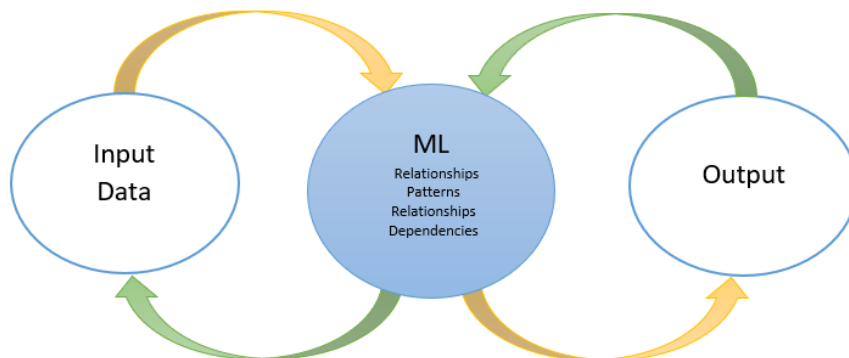 Input
Data
ML
Relationships
Patterns
Relationships
Dependencies
Output